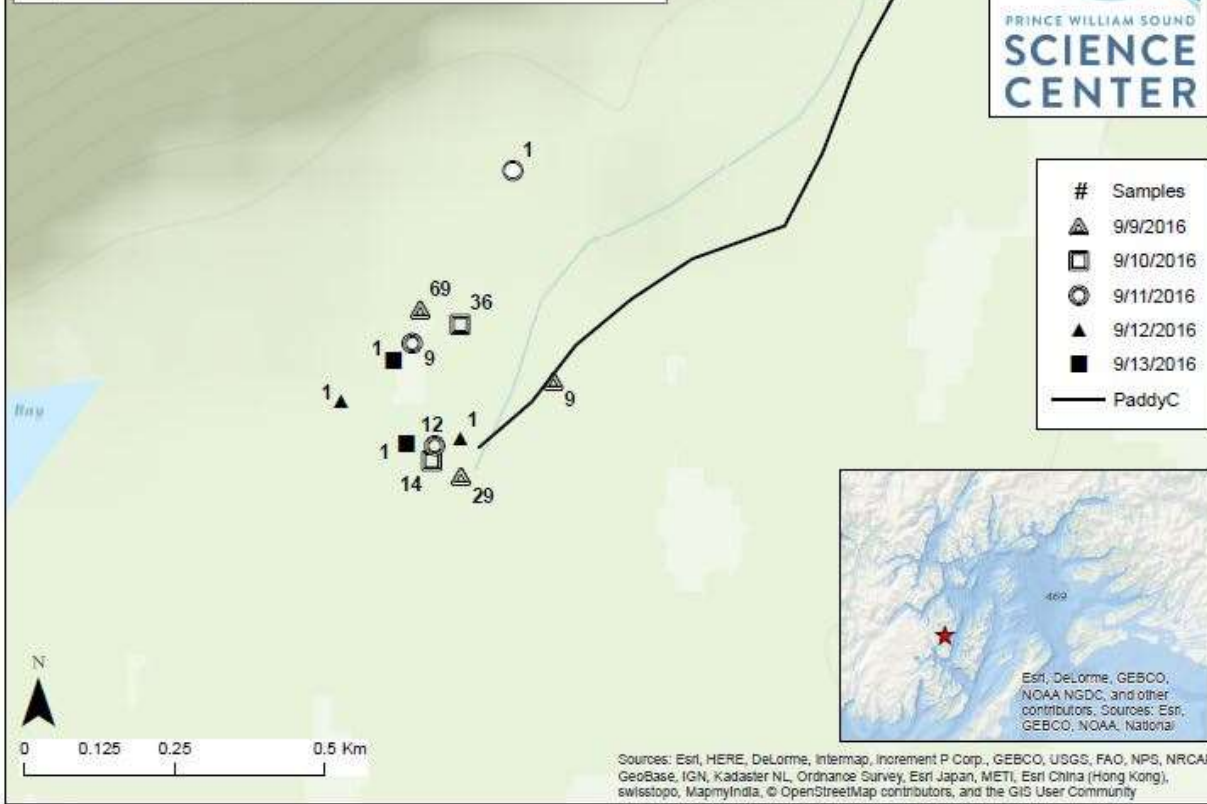 PRINCE WILLIAM SOUND
SCIENCE
CENTER
1
# Samples
9/9/2016
9/10/2016
9/11/2016
9/12/2016
9/13/2016
PaddyC
69
36
1
9
1
9
Bay
12
1
1
14
29
469
N
Esri, DeLorme, GEBCO,
NOAA NGDC, and other
contributors, Sources: Esri,
GEBCO, NOAA, National
0 0.125 0.25 0.5 Km
Sources: Esri, HERE, DeLorme, Intermap, Increment P Corp., GEBCO, USGS, FAO, NPS, NRCAN
GeoBase, IGN, Kadaster NL, Ordnance Survey, Esri Japan, METI, Esri China (Hong Kong),
swisstopo, MapmyIndia, © OpenStreetMap contributors, and the GIS User Community